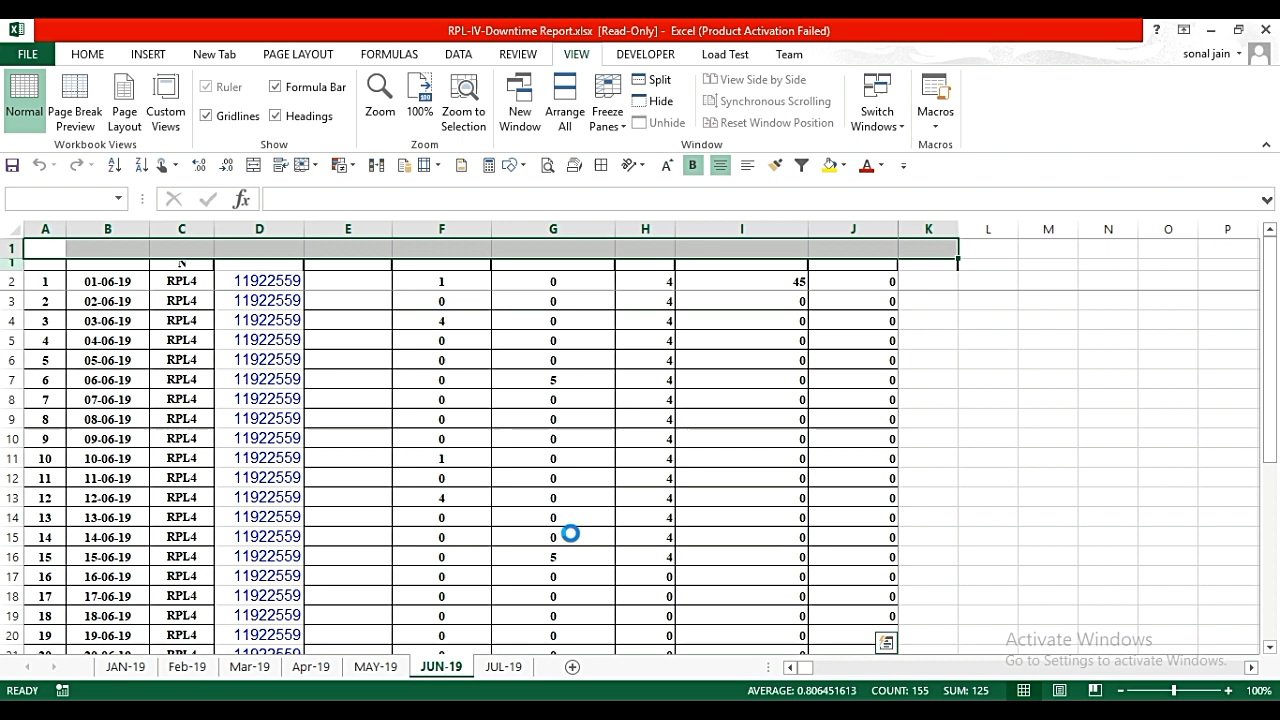 RPL-IV-Downtime Report.xlsx [Read-Only] - Excel (Product Activation Failed)
FILE HOME INSERT New Tab PAGE LAYOUT FORMULAS DATA REVIEW VIEW DEVELOPER Load Test Team sonal jain
Normal Page Break Preview Page Layout Custom Views
Ruler Formula Bar
Gridlines Headings
Zoom 100% Zoom to Selection
New Window Arrange All Freeze Panes
Split
Hide
Unhide
View Side by Side
Synchronous Scrolling
Reset Window Position
Switch Windows Macros
Workbook Views Show Zoom Window Macros
A B C D E F G H I J K L M N O P
1
1 N
2 1 01-06-19 RPL4 11922559 1 0 4 45 0
3 2 02-06-19 RPL4 11922559 0 0 4 0 0
4 3 03-06-19 RPL4 11922559 4 0 4 0 0
5 4 04-06-19 RPL4 11922559 0 0 4 0 0
6 5 05-06-19 RPL4 11922559 0 0 4 0 0
7 6 06-06-19 RPL4 11922559 0 5 4 0 0
8 7 07-06-19 RPL4 11922559 0 0 4 0 0
9 8 08-06-19 RPL4 11922559 0 0 4 0 0
10 9 09-06-19 RPL4 11922559 0 0 4 0 0
11 10 10-06-19 RPL4 11922559 1 0 4 0 0
12 11 11-06-19 RPL4 11922559 0 0 4 0 0
13 12 12-06-19 RPL4 11922559 4 0 4 0 0
14 13 13-06-19 RPL4 11922559 0 0 4 0 0
15 14 14-06-19 RPL4 11922559 0 0 4 0 0
16 15 15-06-19 RPL4 11922559 0 5 4 0 0
17 16 16-06-19 RPL4 11922559 0 0 0 0 0
18 17 17-06-19 RPL4 11922559 0 0 0 0 0
19 18 18-06-19 RPL4 11922559 0 0 0 0 0
20 19 19-06-19 RPL4 11922559 0 0 0 0
Activate Windows
Go to Settings to activate Windows.
JAN-19 Feb-19 Mar-19 Apr-19 MAY-19 JUN-19 JUL-19
READY AVERAGE: 0.806451613 COUNT: 155 SUM: 125 100%